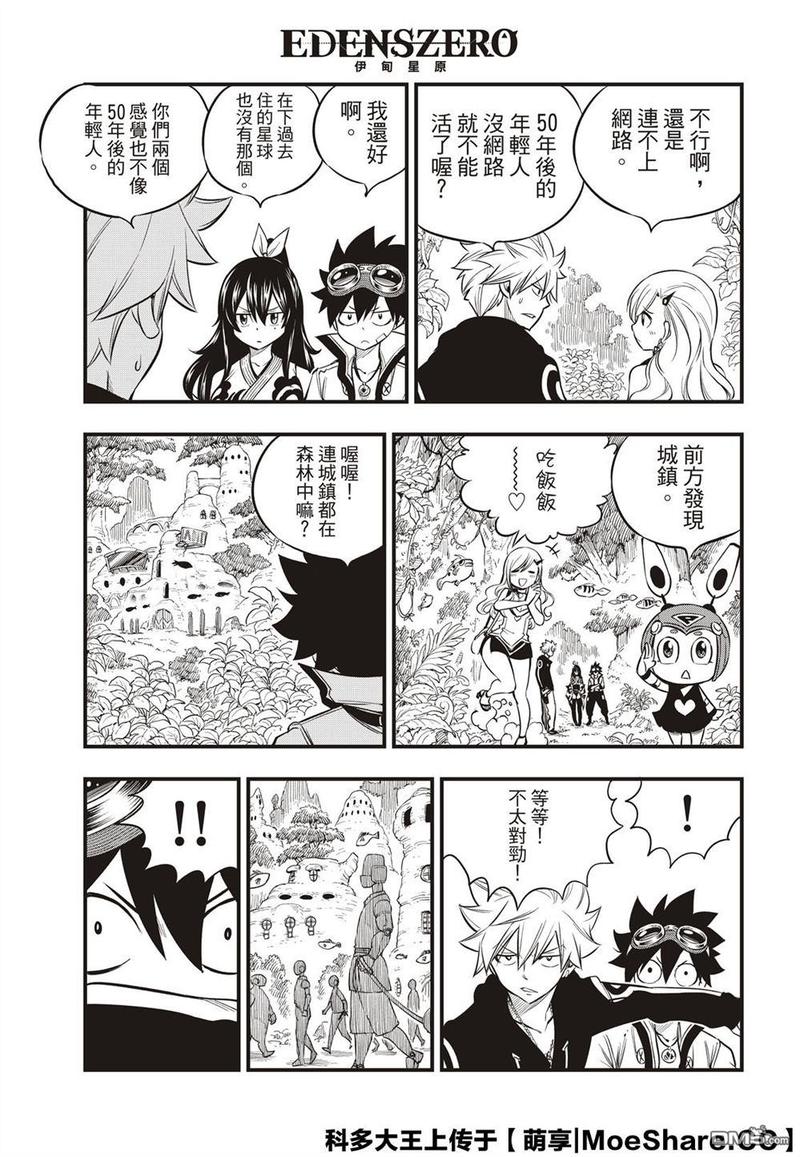 EDENSZERO
伊甸星原
不行啊，
還是
連不上
網路。
50年後的
年輕人
沒網路
就不能
活了喔？
我還好
啊。
在下過去
住的星球
也沒有那個。
你們兩個
感覺也不像
50年後的
年輕人。
前方發現
城鎮。
吃飯飯
～～～♡
喔喔！
連城鎮都在
森林中嘛？
！
等等！
不太對勁！
!!
科多大王上传于【萌享|MoeShare.CC】